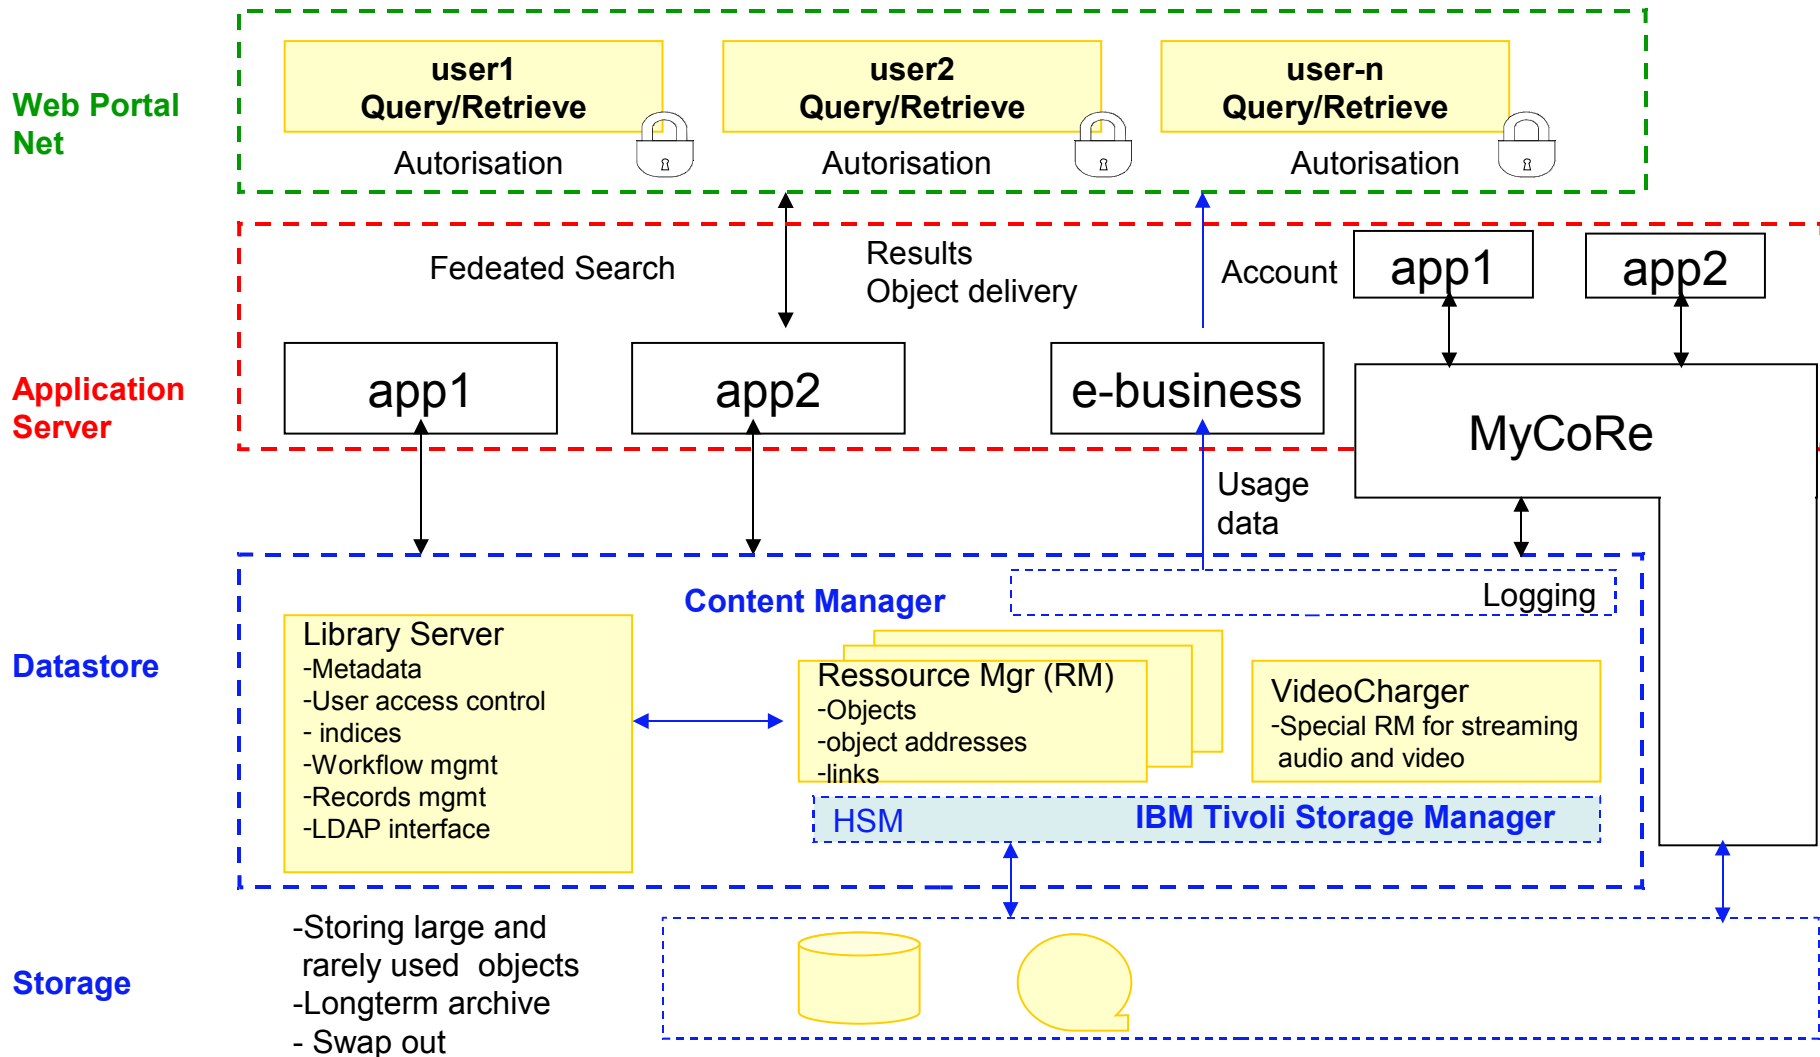 Web Portal
Net
user1
Query/Retrieve
user2
Query/Retrieve
user-n
Query/Retrieve
Autorisation
Autorisation
Autorisation
Application
Server
Fedeated Search
Results
Object delivery
Account
app1
app2
app1
app2
e-business
MyCoRe
Usage
data
Datastore
Content Manager
Logging
Library Server
-Metadata
-User access control
- indices
-Workflow mgmt
-Records mgmt
-LDAP interface
Ressource Mgr (RM)
-Objects
-object addresses
-links
VideoCharger
-Special RM for streaming
audio and video
HSM
IBM Tivoli Storage Manager
Storage
-Storing large and
rarely used objects
-Longterm archive
- Swap out